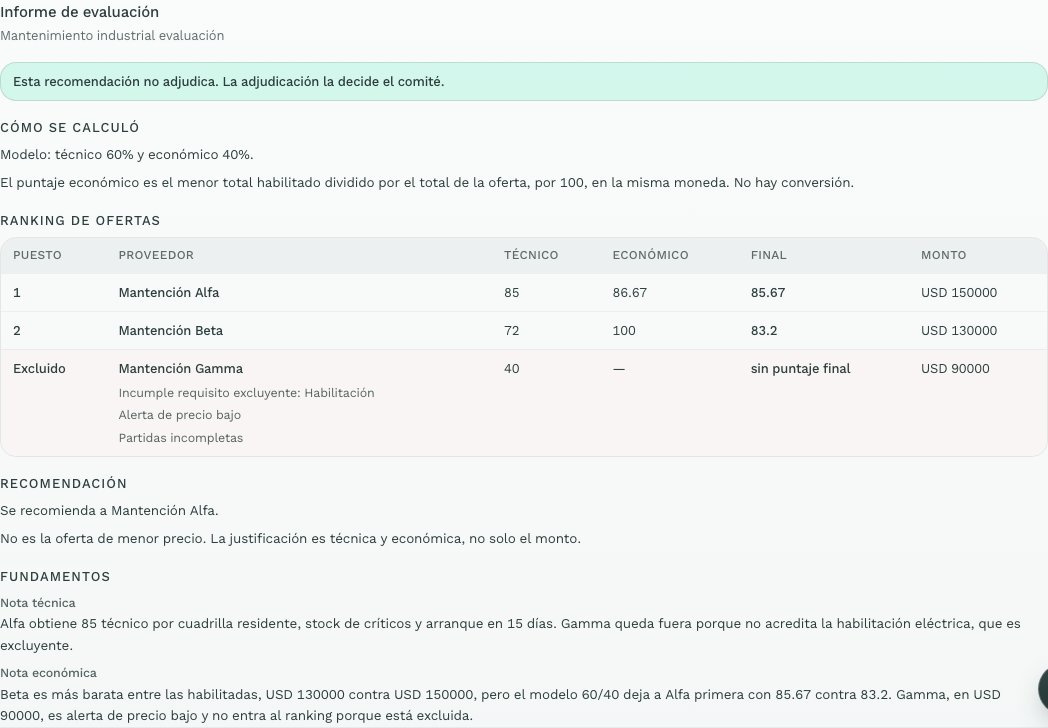 Informe de evaluación
Mantenimiento industrial evaluación
Esta recomendación no adjudica. La adjudicación la decide el comité.
CÓMO SE CALCULÓ
Modelo: técnico 60% y económico 40%.
El puntaje económico es el menor total habilitado dividido por el total de la oferta, por 100, en la misma moneda. No hay conversión.
RANKING DE OFERTAS
PUESTO PROVEEDOR TÉCNICO ECONÓMICO FINAL MONTO
1 Mantención Alfa 85 86.67 85.67 USD 150000
2 Mantención Beta 72 100 83.2 USD 130000
Excluido Mantención Gamma 40 — sin puntaje final USD 90000
Incumple requisito excluyente: Habilitación
Alerta de precio bajo
Partidas incompletas
RECOMENDACIÓN
Se recomienda a Mantención Alfa.
No es la oferta de menor precio. La justificación es técnica y económica, no solo el monto.
FUNDAMENTOS
Nota técnica
Alfa obtiene 85 técnico por cuadrilla residente, stock de críticos y arranque en 15 días. Gamma queda fuera porque no acredita la habilitación eléctrica, que es
excluyente.
Nota económica
Beta es más barata entre las habilitadas, USD 130000 contra USD 150000, pero el modelo 60/40 deja a Alfa primera con 85.67 contra 83.2. Gamma, en USD
90000, es alerta de precio bajo y no entra al ranking porque está excluida.